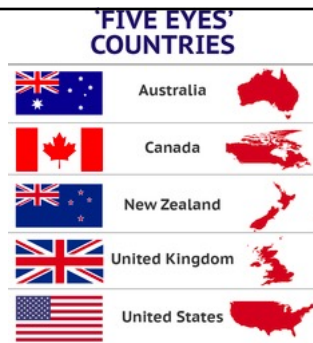 'FIVE EYES'
COUNTRIES
Australia
Canada
New Zealand
United Kingdom
United States